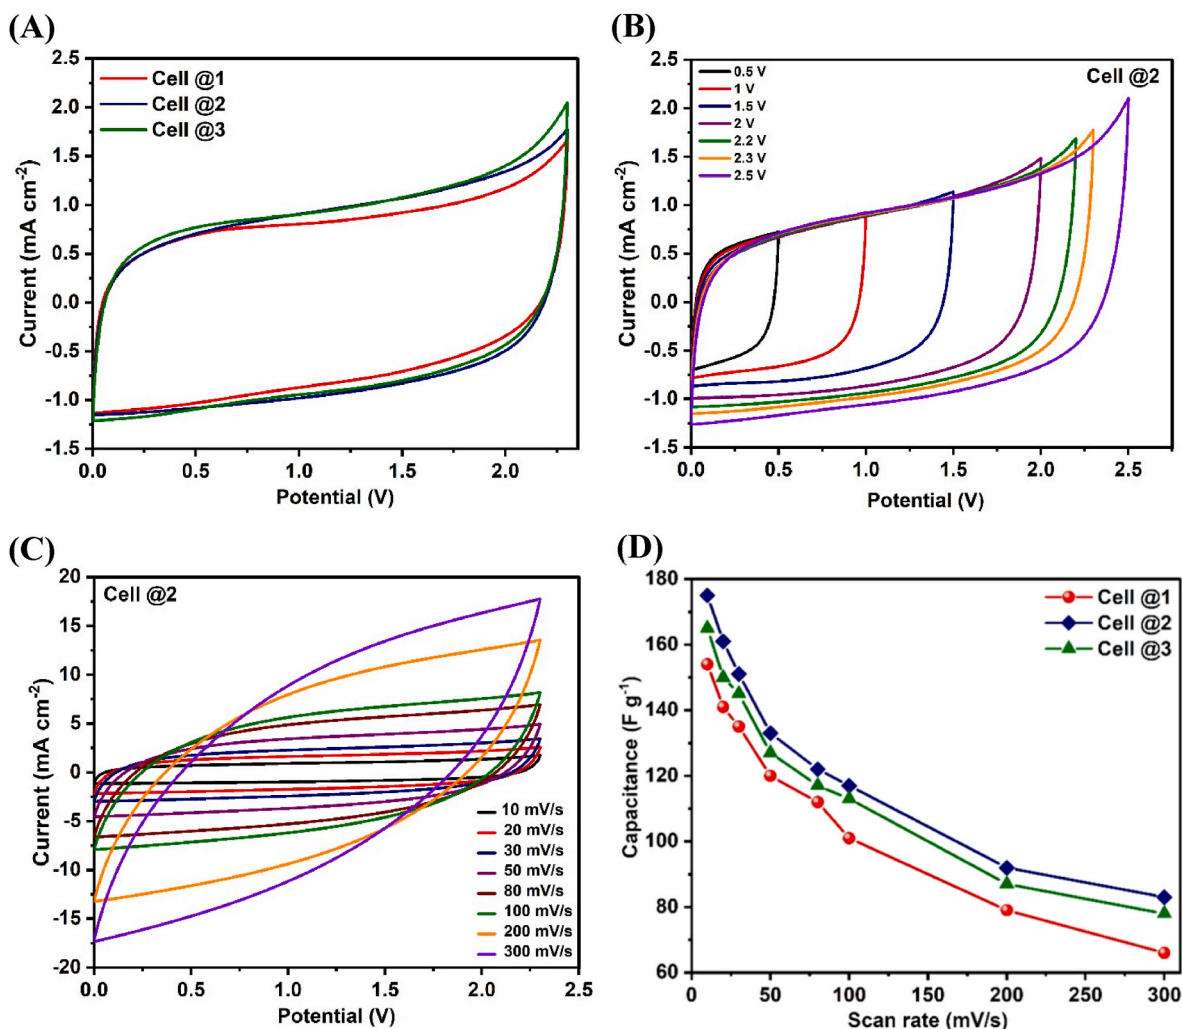 (A)
Cell @1
Cell @2
Cell @3
2.5
2.0
1.5
1.0
0.5
0.0
-0.5
-1.0
-1.5
Current (mA cm-2)
0.0 0.5 1.0 1.5 2.0
Potential (V)
(B)
0.5 V
1 V
1.5 V
2 V
2.2 V
2.3 V
2.5 V
Cell @2
2.5
2.0
1.5
1.0
0.5
0.0
-0.5
-1.0
-1.5
Current (mA cm-2)
0.0 0.5 1.0 1.5 2.0 2.5
Potential (V)
(C)
Cell @2
20
15
10
5
0
-5
-10
-15
-20
Current (mA cm-2)
10 mV/s
20 mV/s
30 mV/s
50 mV/s
80 mV/s
100 mV/s
200 mV/s
300 mV/s
0.0 0.5 1.0 1.5 2.0 2.5
Potential (V)
(D)
Cell @1
Cell @2
Cell @3
180
160
140
120
100
80
60
Capacitance (F g-1)
0 50 100 150 200 250 300
Scan rate (mV/s)